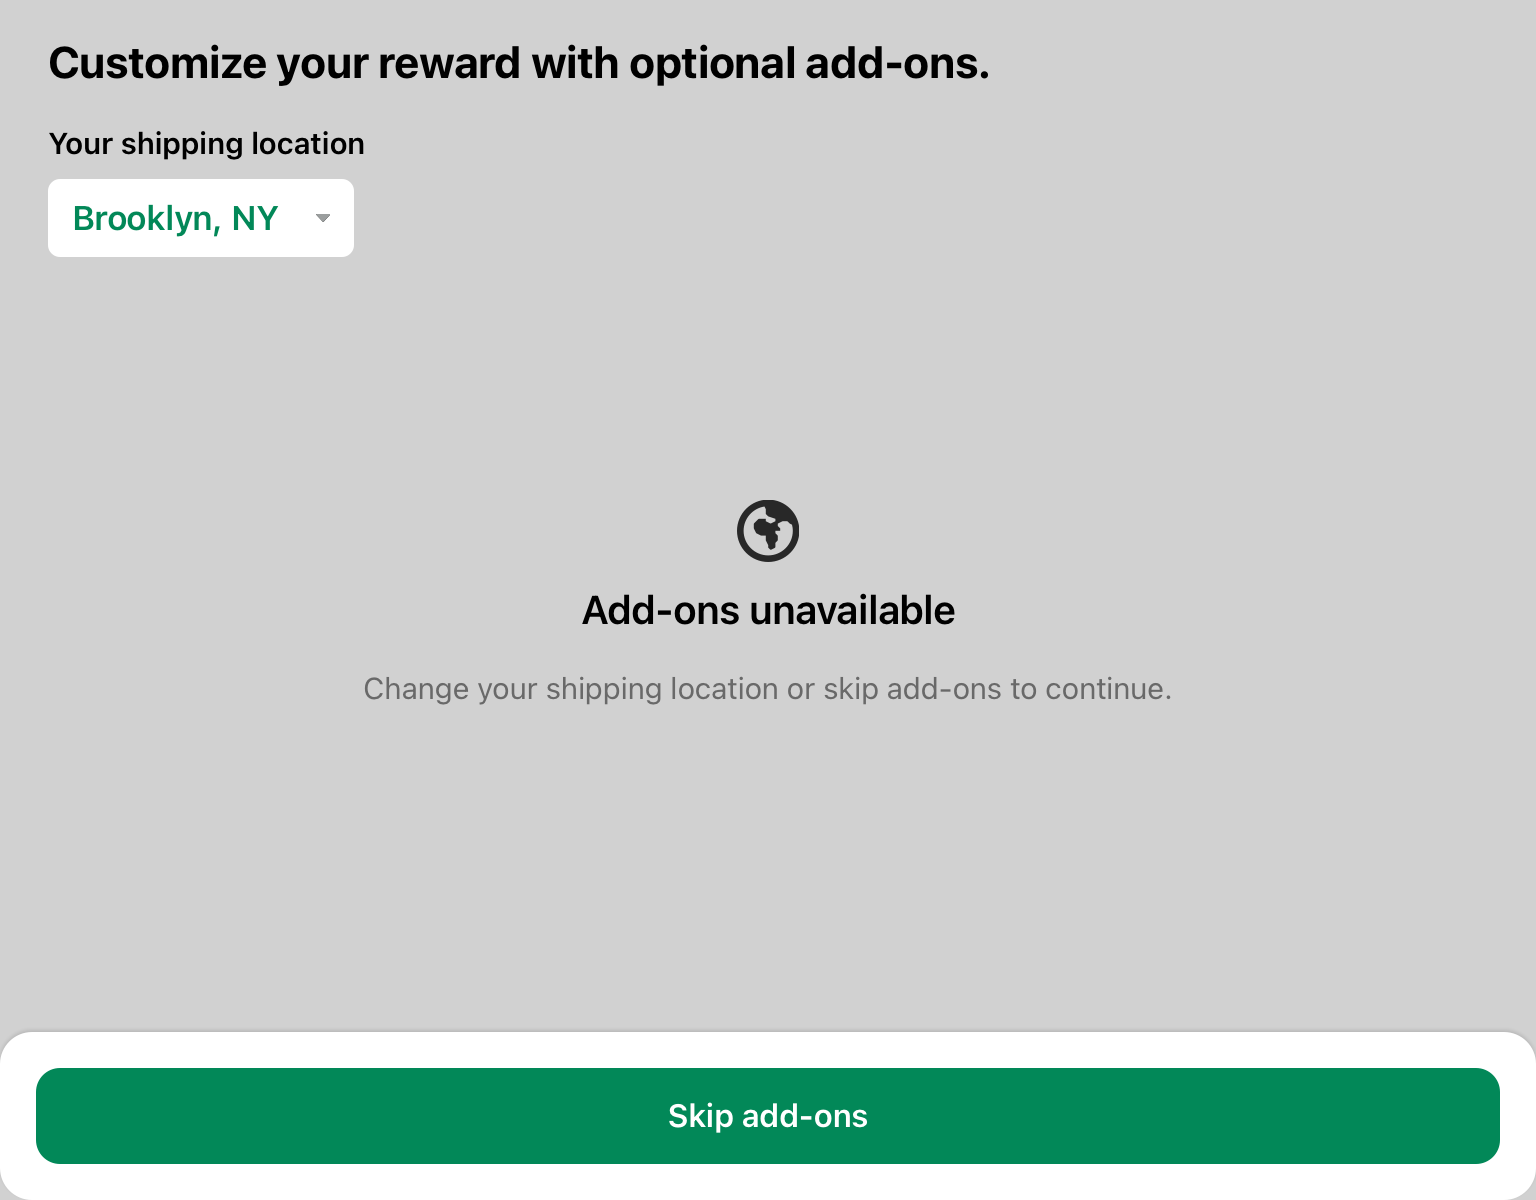 Customize your reward with optional add-ons.
Your shipping location
Brooklyn, NY
Add-ons unavailable
Change your shipping location or skip add-ons to continue.
Skip add-ons